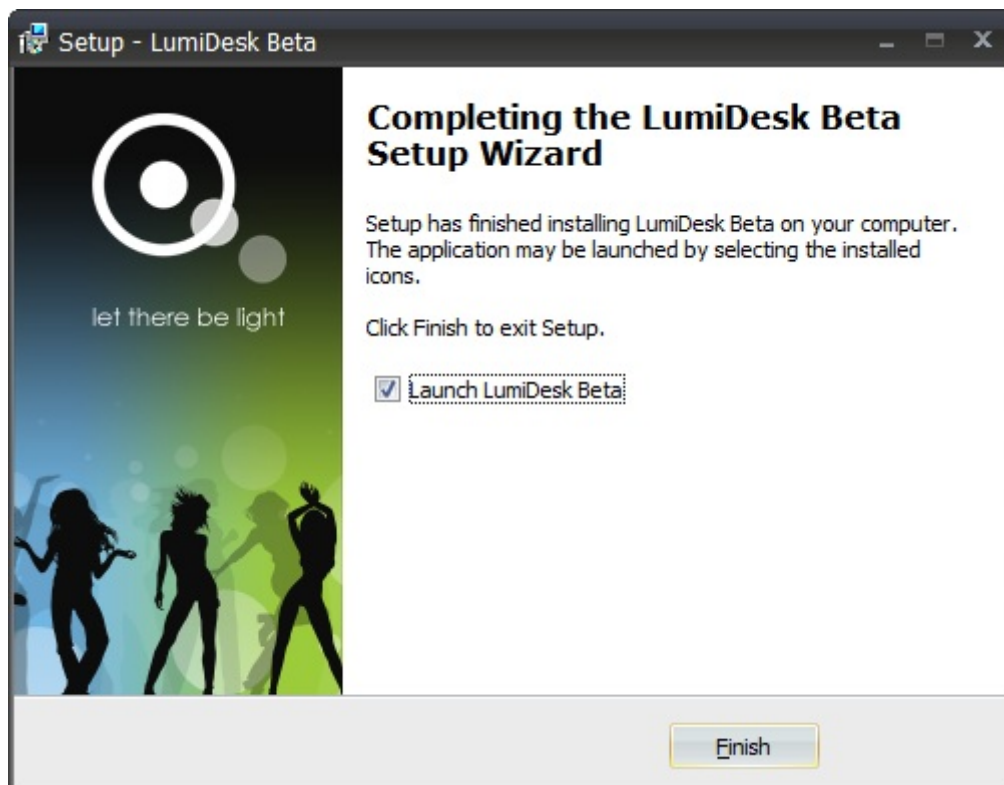 Setup - LumiDesk Beta
let there be light
Completing the LumiDesk Beta
Setup Wizard
Setup has finished installing LumiDesk Beta on your computer.
The application may be launched by selecting the installed
icons.
Click Finish to exit Setup.
Launch LumiDesk Beta
Finish